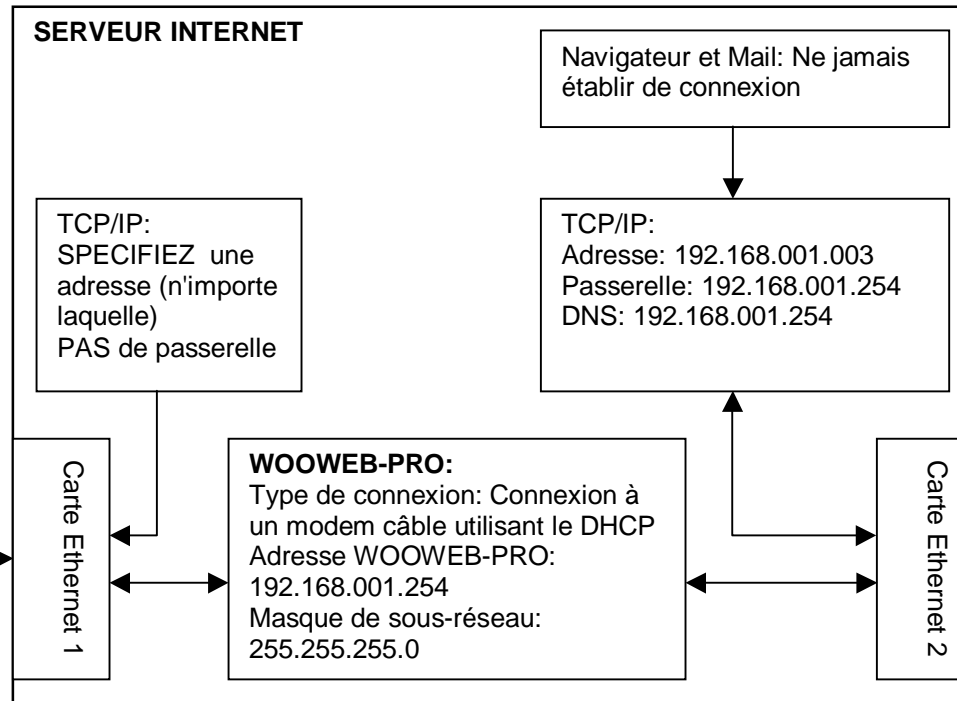 SERVEUR INTERNET
Navigateur et Mail: Ne jamais
établir de connexion
TCP/IP:
SPECIFIEZ  une
adresse (n'importe
laquelle)
PAS de passerelle
TCP/IP:
Adresse: 192.168.001.003
Passerelle: 192.168.001.254
DNS: 192.168.001.254
Carte Ethernet 1
WOOWEB-PRO:
Type de connexion: Connexion à
un modem câble utilisant le DHCP
Adresse WOOWEB-PRO:
192.168.001.254
Masque de sous-réseau:
255.255.255.0
Carte Ethernet 2